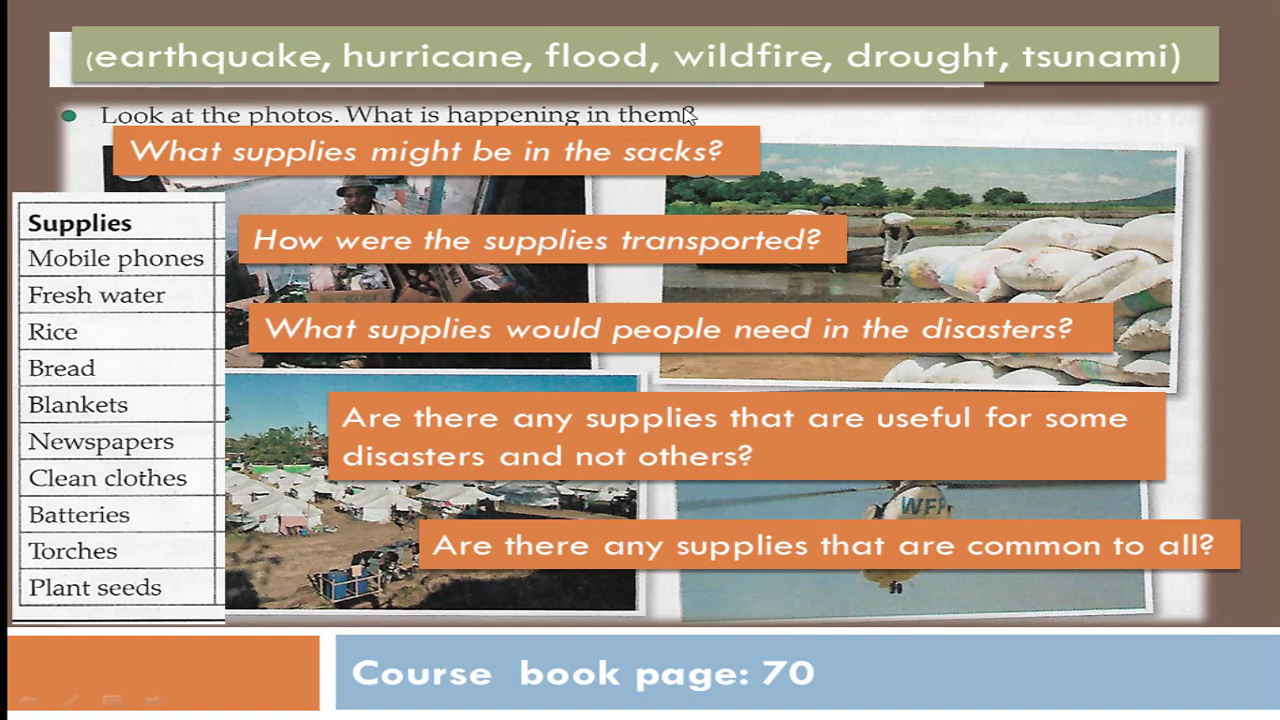 (earthquake, hurricane, flood, wildfire, drought, tsunami)
Look at the photos. What is happening in them?
What supplies might be in the sacks?
Supplies
Mobile phones
Fresh water
Rice
Bread
Blankets
Newspapers
Clean clothes
Batteries
Torches
Plant seeds
How were the supplies transported?
What supplies would people need in the disasters?
Are there any supplies that are useful for some
disasters and not others?
WFP
Are there any supplies that are common to all?
Course book page: 70